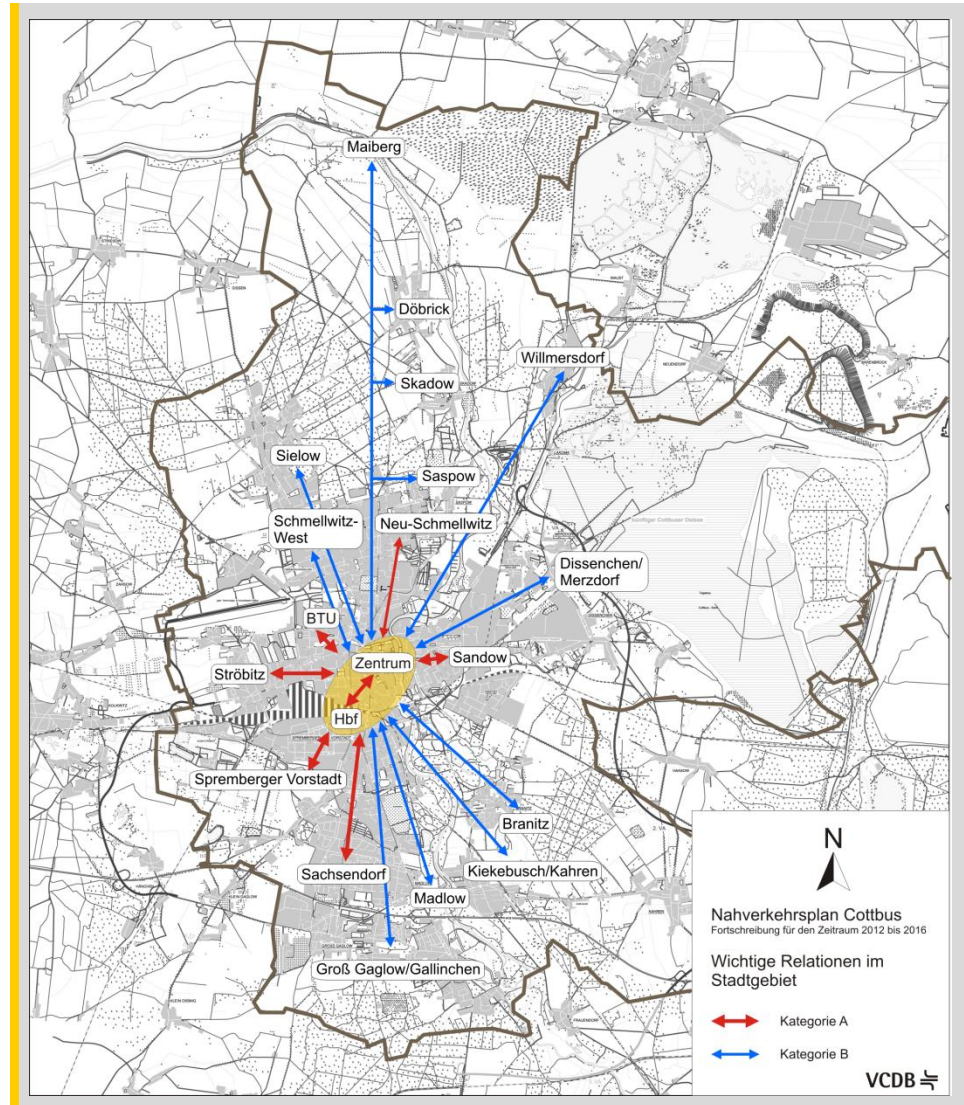 Maiberg
Döbrick
Willmersdorf
Skadow
Sielow
Saspow
Schmellwitz-
West
Neu-Schmellwitz
Dissenchen/
Merzdorf
BTU
Zentrum
Sandow
Ströbitz
Hbf
Spremberger Vorstadt
Branitz
Kiekebusch/Kahren
Sachsendorf
Madlow
Groß Gaglow/Gallinchen
N
Nahverkehrsplan Cottbus
Fortschreibung für den Zeitraum 2012 bis 2016
Wichtige Relationen im
Stadtgebiet
Kategorie A
Kategorie B
VCDB